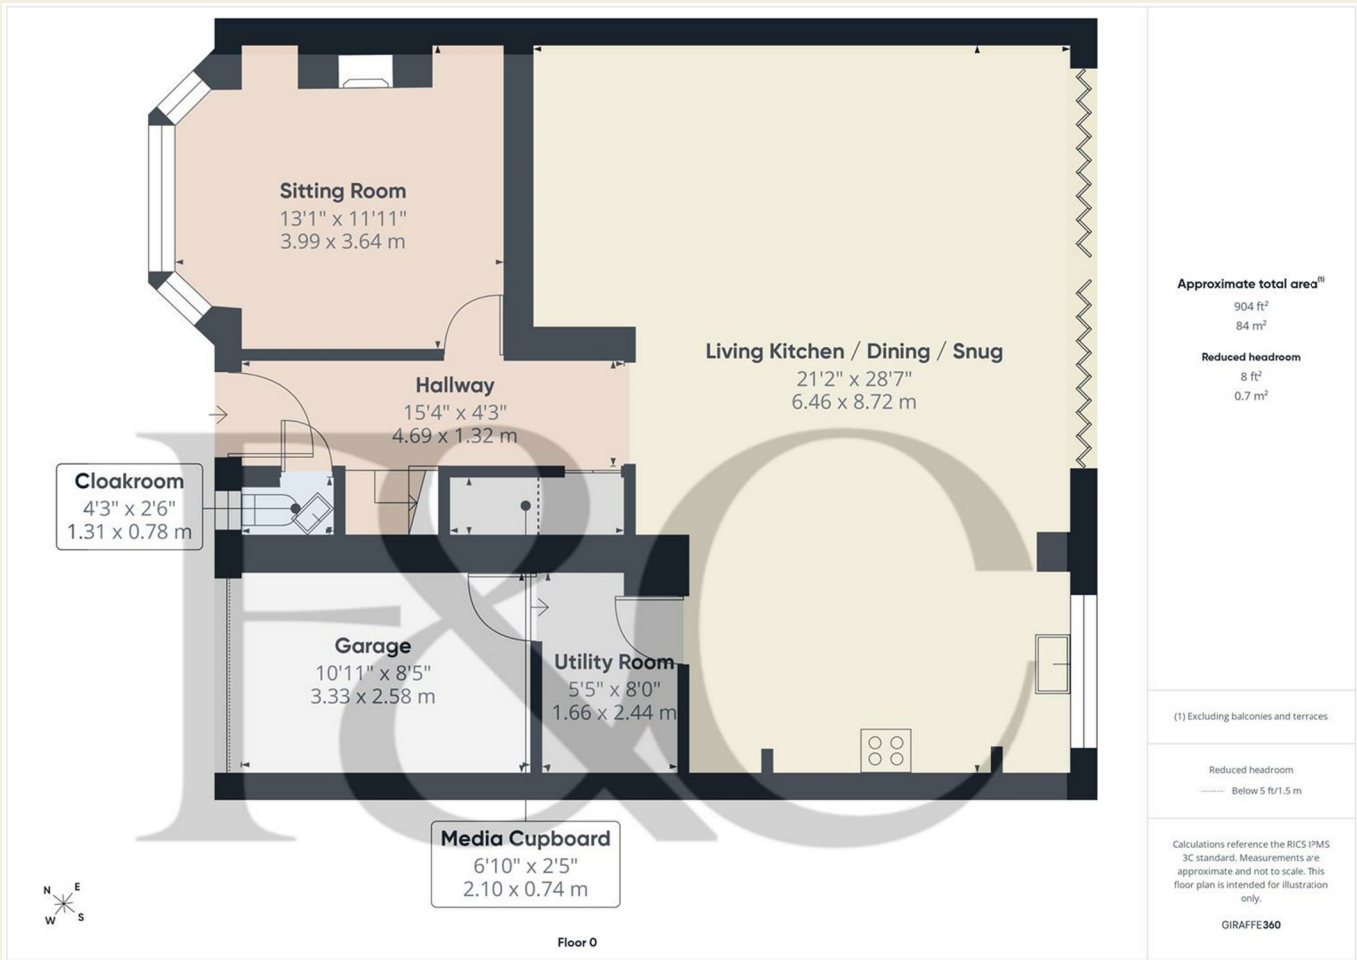 Sitting Room
13'1" x 11'11"
3.99 x 3.64 m
Living Kitchen / Dining / Snug
21'2" x 28'7"
6.46 x 8.72 m
Hallway
15'4" x 4'3"
4.69 x 1.32 m
Cloakroom
4'3" x 2'6"
1.31 x 0.78 m
Garage
10'11" x 8'5"
3.33 x 2.58 m
Utility Room
5'5" x 8'0"
1.66 x 2.44 m
Media Cupboard
6'10" x 2'5"
2.10 x 0.74 m
F&C
N E
W S
Floor 0
Approximate total area(1)
904 ft²
84 m²
Reduced headroom
8 ft²
0.7 m²
(1) Excluding balconies and terraces
Reduced headroom
Below 5 ft/1.5 m
Calculations reference the RICS IPMS
3C standard. Measurements are
approximate and not to scale. This
floor plan is intended for illustration
only.
GIRAFFE360